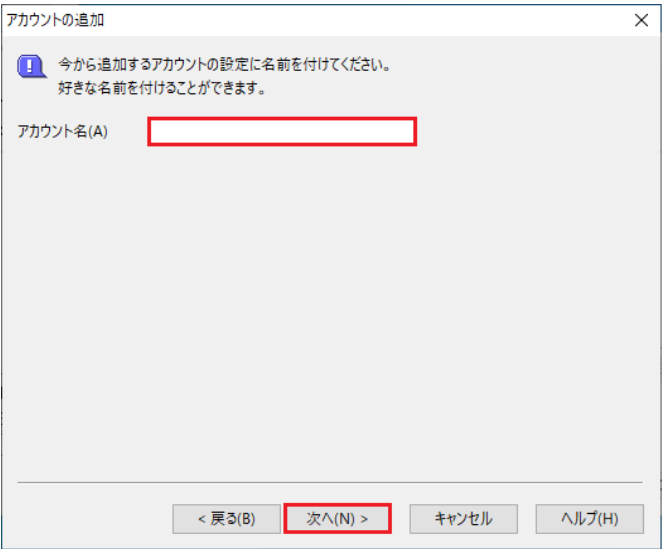 アカウントの追加
今から追加するアカウントの設定に名前を付けてください。
好きな名前を付けることができます。
アカウント名(A)
< 戻る(B) 次へ(N) > キャンセル ヘルプ(H)